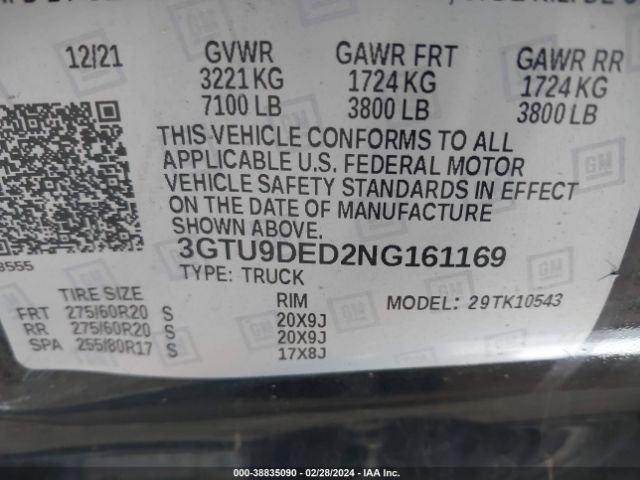 12/21 GVWR GAWR FRT GAWR RR
3221 KG 1724 KG 1724 KG
7100 LB 3800 LB 3800 LB
THIS VEHICLE CONFORMS TO ALL
APPLICABLE U.S. FEDERAL MOTOR
VEHICLE SAFETY STANDARDS IN EFFECT
ON THE DATE OF MANUFACTURE
SHOWN ABOVE.
3GTU9DED2NG161169
TYPE: TRUCK
TIRE SIZE RIM MODEL: 29TK10543
FRT 275/60R20 S 20X9J
RR 275/60R20 S 20X9J
SPA 255/80R17 S 17X8J
000-38835090 - 02/28/2024 - IAA Inc.